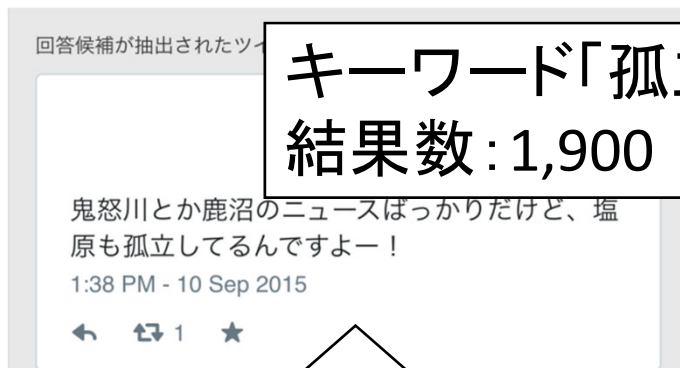 回答候補が抽出されたツイ
キーワード「孤立
結果数：1,900
鬼怒川とか鹿沼のニュースばっかりだけど、塩
原も孤立してるんですよー！
1:38 PM - 10 Sep 2015
1